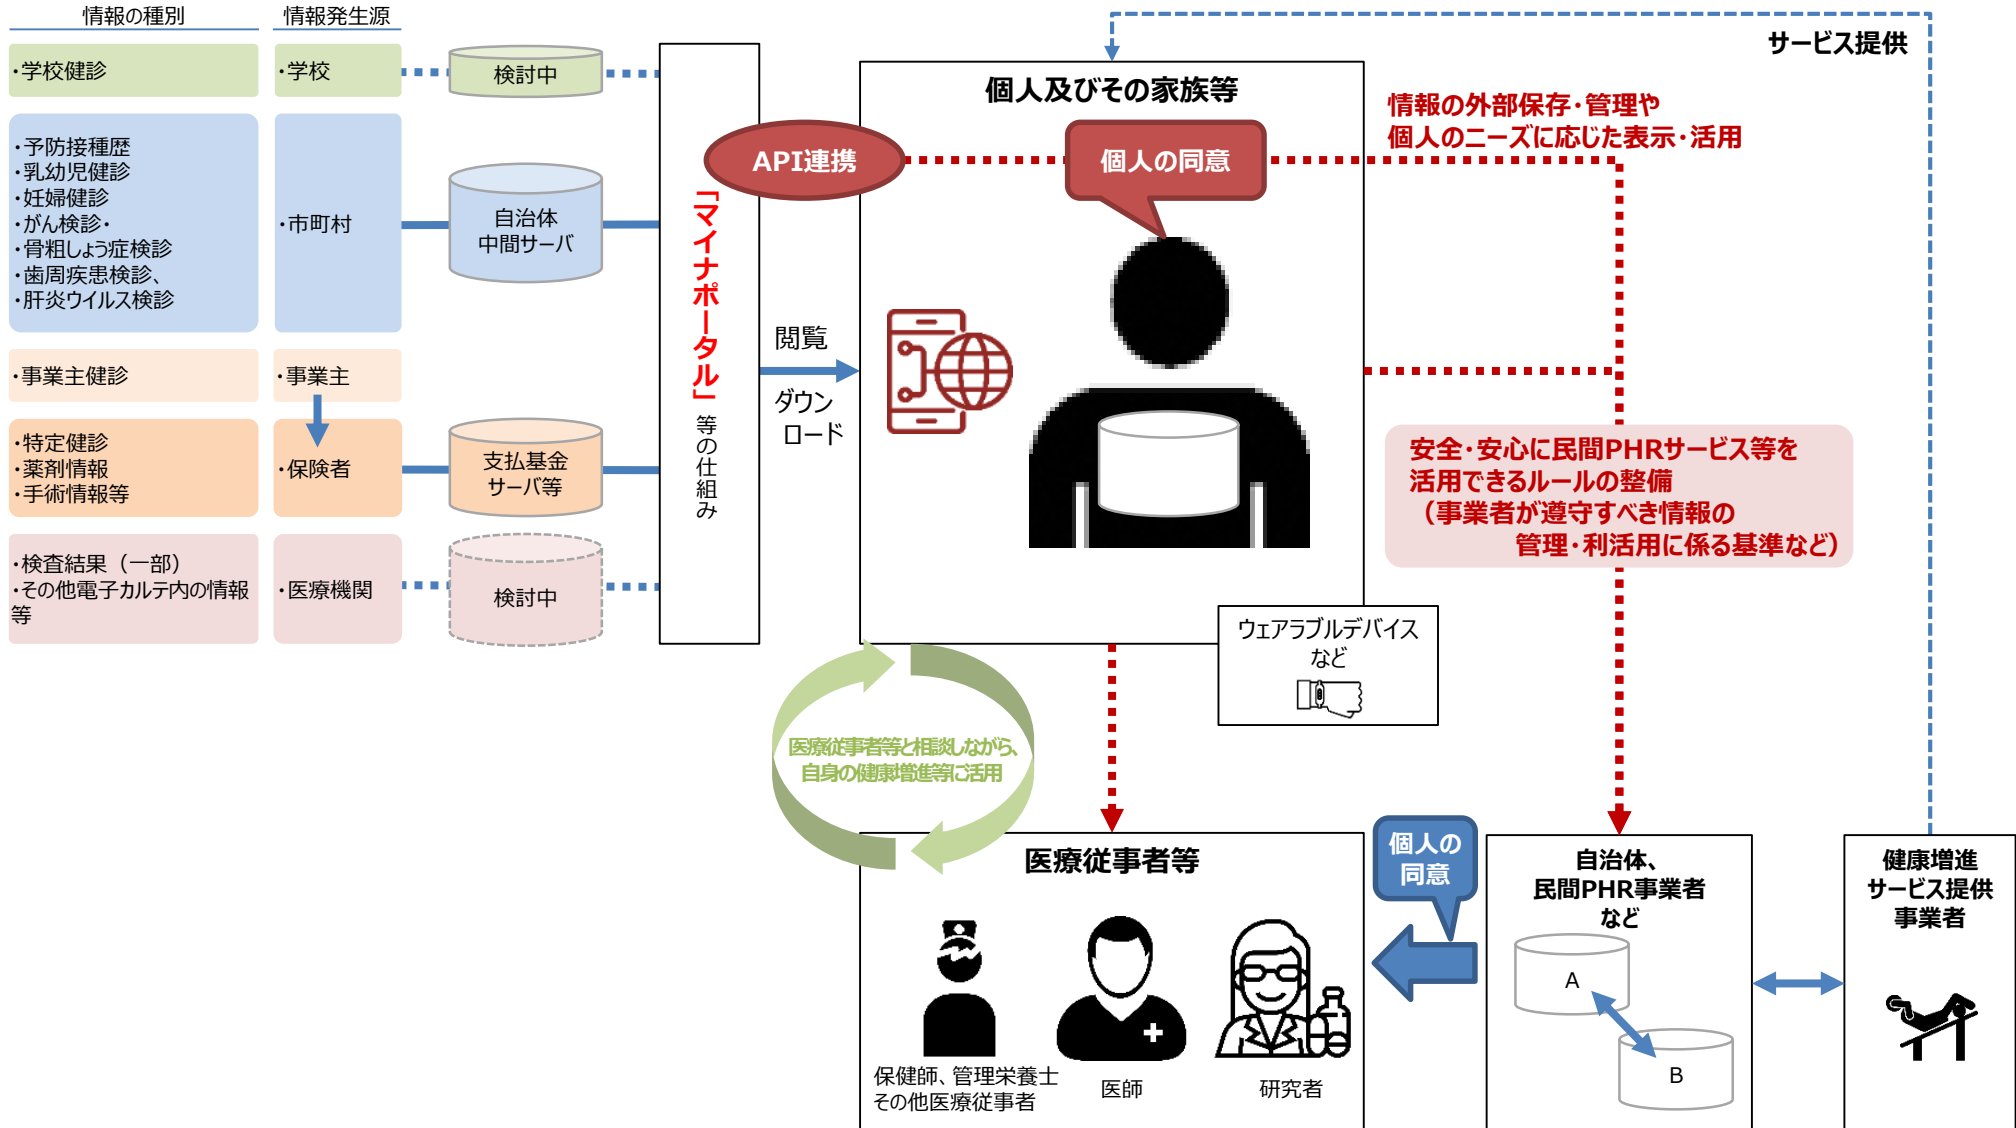 情報の種別
情報発生源
・学校健診
・学校
検討中
・予防接種歴
・乳幼児健診
・妊婦健診
・がん検診・
・骨粗しょう症検診
・歯周疾患検診、
・肝炎ウイルス検診
・市町村
自治体
中間サーバ
・事業主健診
・事業主
・特定健診
・薬剤情報
・手術情報等
・保険者
支払基金
サーバ等
・検査結果（一部）
・その他電子カルテ内の情報
等
・医療機関
検討中
「マイナポータル」等の仕組み
API連携
閲覧
ダウン
ロード
個人及びその家族等
個人の同意
サービス提供
情報の外部保存・管理や
個人のニーズに応じた表示・活用
安全・安心に民間PHRサービス等を
活用できるルールの整備
（事業者が遵守すべき情報の
管理・利活用に係る基準など）
ウェアラブルデバイス
など
医療従事者等と相談しながら、
自身の健康増進等に活用
医療従事者等
保健師、管理栄養士
その他医療従事者
医師
研究者
個人の
同意
自治体、
民間PHR事業者
など
A
B
健康増進
サービス提供
事業者